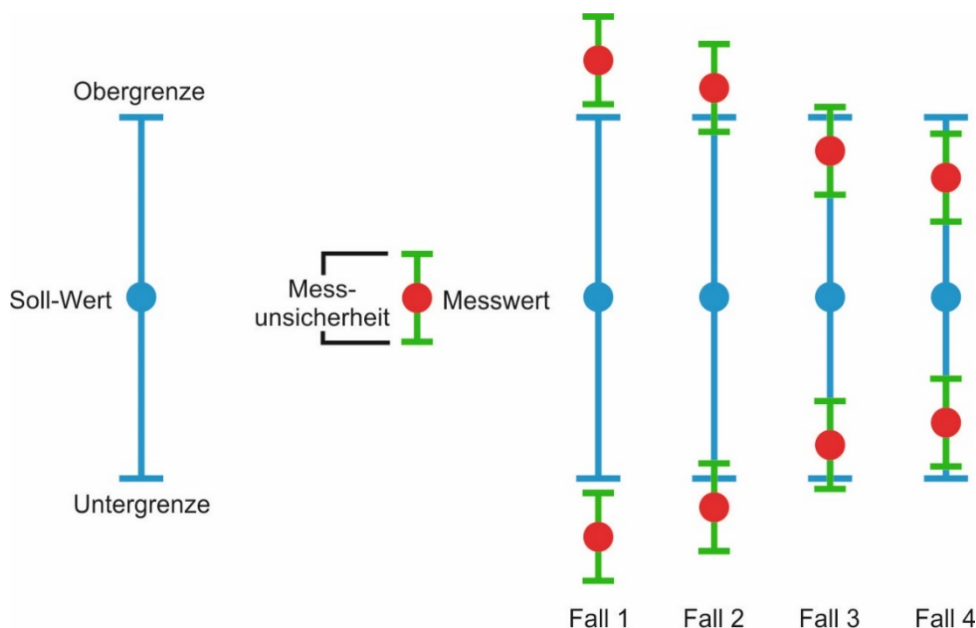 Obergrenze
Soll-Wert
Untergrenze
Mess-
unsicherheit
Messwert
Fall 1
Fall 2
Fall 3
Fall 4